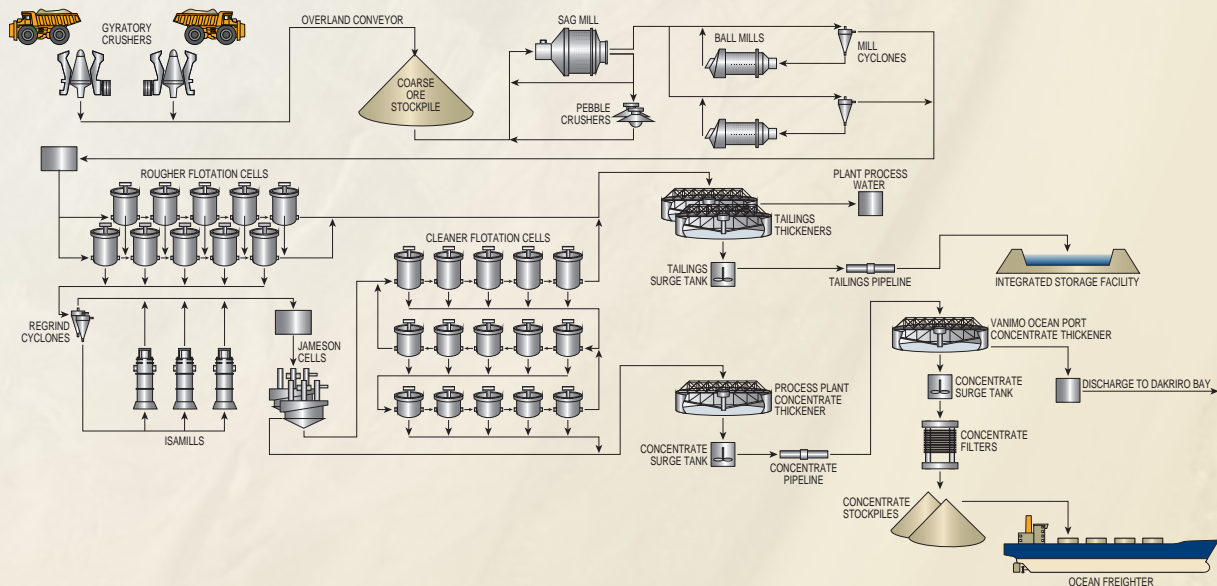 OVERLAND CONVEYOR
SAG MILL
GYRATORY
CRUSHERS
BALL MILLS
MILL
CYCLONES
COARSE
ORE
STOCKPILE
PEBBLE
CRUSHERS
ROUGHER FLOTATION CELLS
PLANT PROCESS
WATER
TAILINGS
THICKENERS
CLEANER FLOTATION CELLS
TAILINGS
SURGE TANK
TAILINGS PIPELINE
INTEGRATED STORAGE FACILITY
REGRIND
CYCLONES
JAMESON
CELLS
VANIMO OCEAN PORT
CONCENTRATE THICKENER
PROCESS PLANT
CONCENTRATE
THICKENER
CONCENTRATE
SURGE TANK
DISCHARGE TO DAKRIRO BAY
ISAMILLS
CONCENTRATE
SURGE TANK
CONCENTRATE
PIPELINE
CONCENTRATE
FILTERS
CONCENTRATE
STOCKPILES
OCEAN FREIGHTER